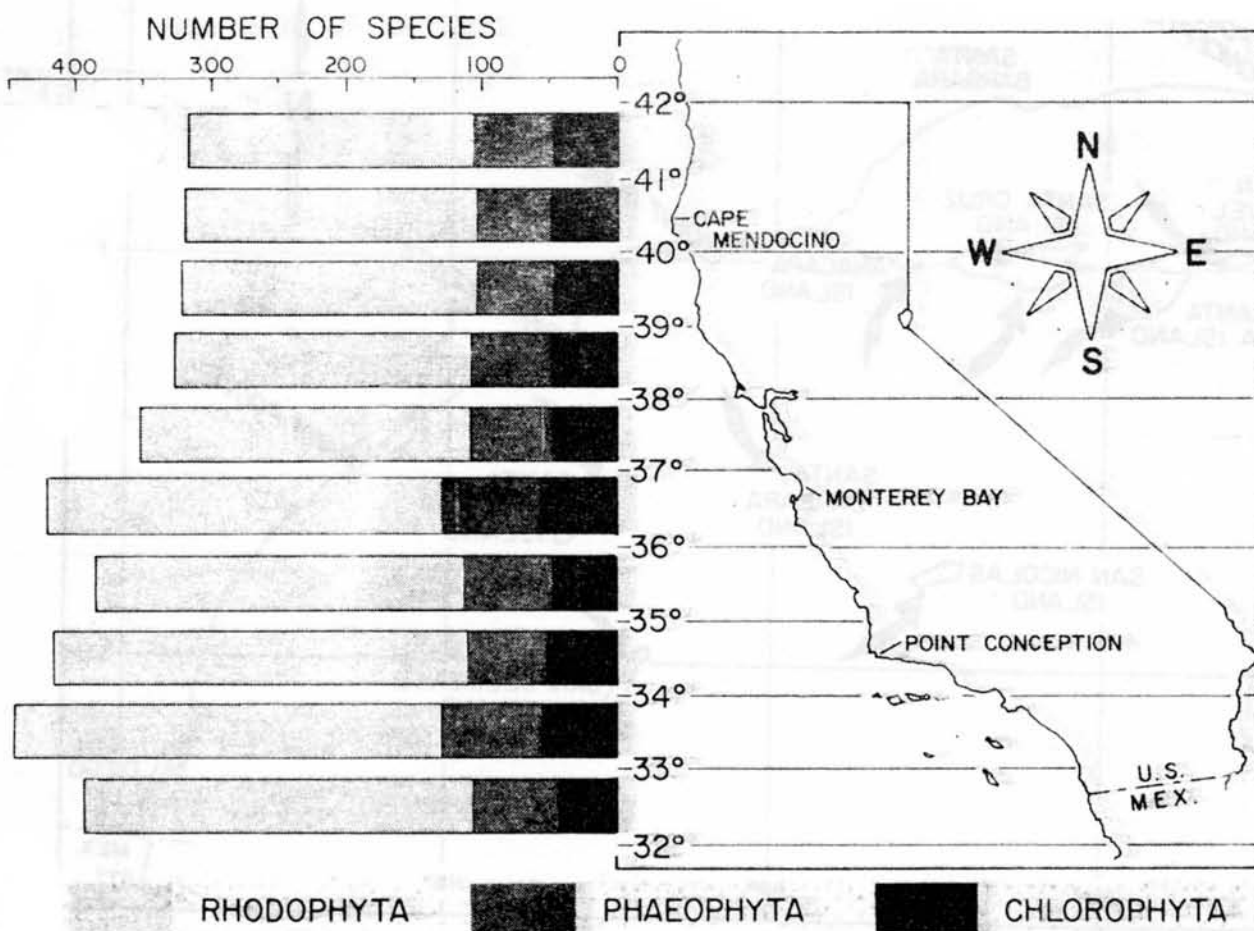 NUMBER OF SPECIES
400 300 200 100 0
42°
41°
CAPE
MENDOCINO
40°
39°
38°
37°
MONTEREY BAY
36°
35°
POINT CONCEPTION
34°
33°
U.S.
MEX.
32°
N
W E
S
RHODOPHYTA PHAEOPHYTA CHLOROPHYTA